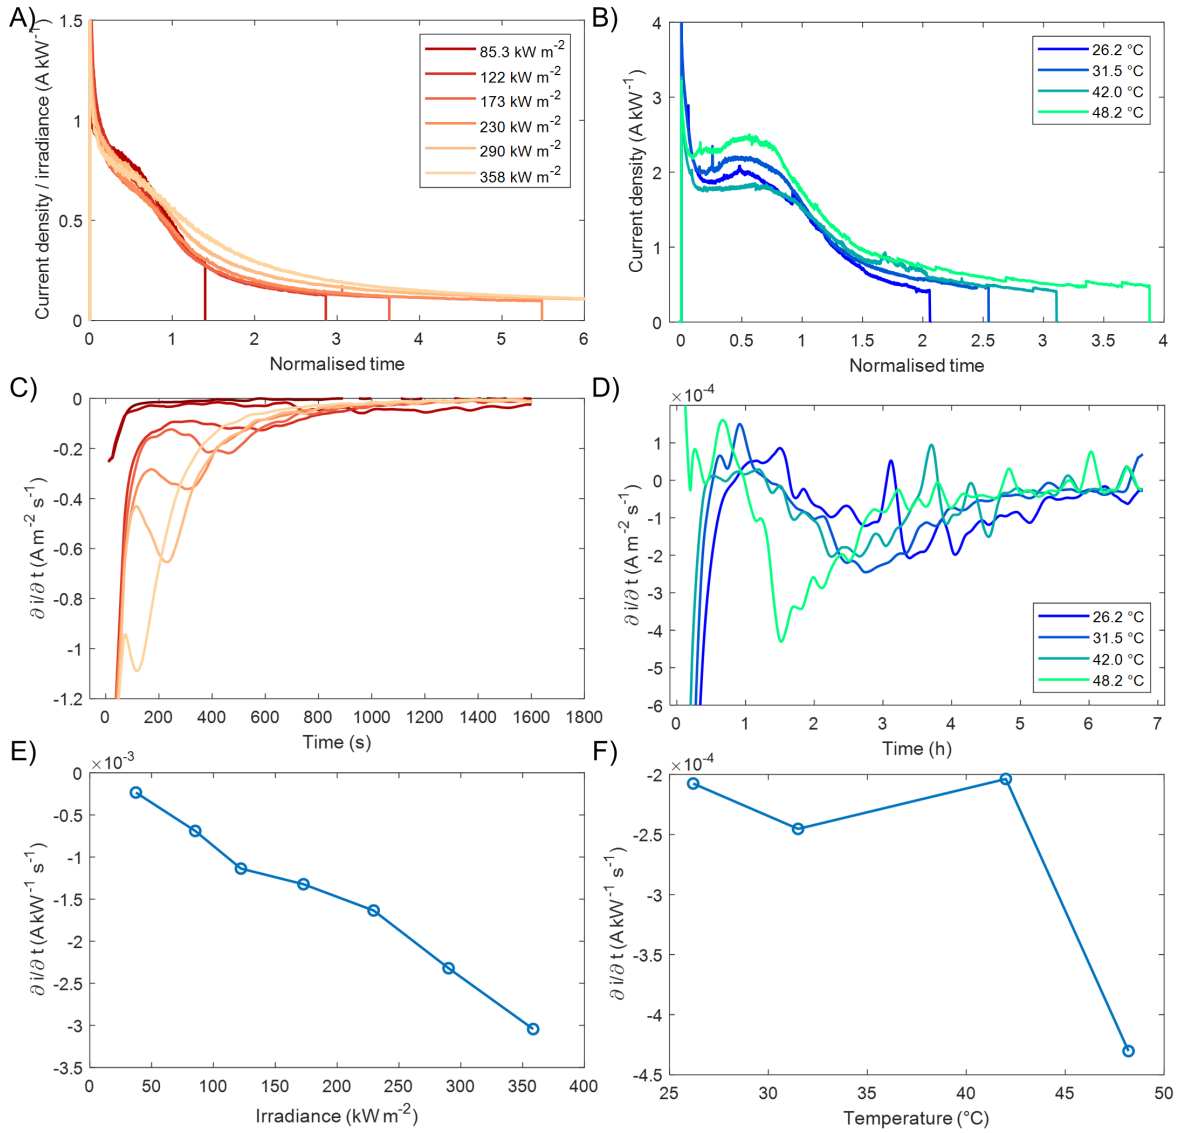 A)
1.5
1
0.5
0
0
1
2
3
4
5
6
Current density / irradiance (A kW⁻¹)
Normalised time
85.3 kW m⁻²
122 kW m⁻²
173 kW m⁻²
230 kW m⁻²
290 kW m⁻²
358 kW m⁻²
B)
4
3
2
1
0
0
0.5
1
1.5
2
2.5
3
3.5
4
Current density (A kW⁻¹)
Normalised time
26.2 °C
31.5 °C
42.0 °C
48.2 °C
C)
0
-0.2
-0.4
-0.6
-0.8
-1
-1.2
0
200
400
600
800
1000
1200
1400
1600
1800
∂ i/∂ t (A m⁻² s⁻¹)
Time (s)
D)
×10⁻⁴
1
0
-1
-2
-3
-4
-5
-6
0
1
2
3
4
5
6
7
∂ i/∂ t (A m⁻² s⁻¹)
Time (h)
26.2 °C
31.5 °C
42.0 °C
48.2 °C
E)
×10⁻³
0
-0.5
-1
-1.5
-2
-2.5
-3
-3.5
0
50
100
150
200
250
300
350
400
∂ i/∂ t (A kW⁻¹ s⁻¹)
Irradiance (kW m⁻²)
F)
×10⁻⁴
-2
-2.5
-3
-3.5
-4
-4.5
25
30
35
40
45
50
∂ i/∂ t (A kW⁻¹ s⁻¹)
Temperature (°C)